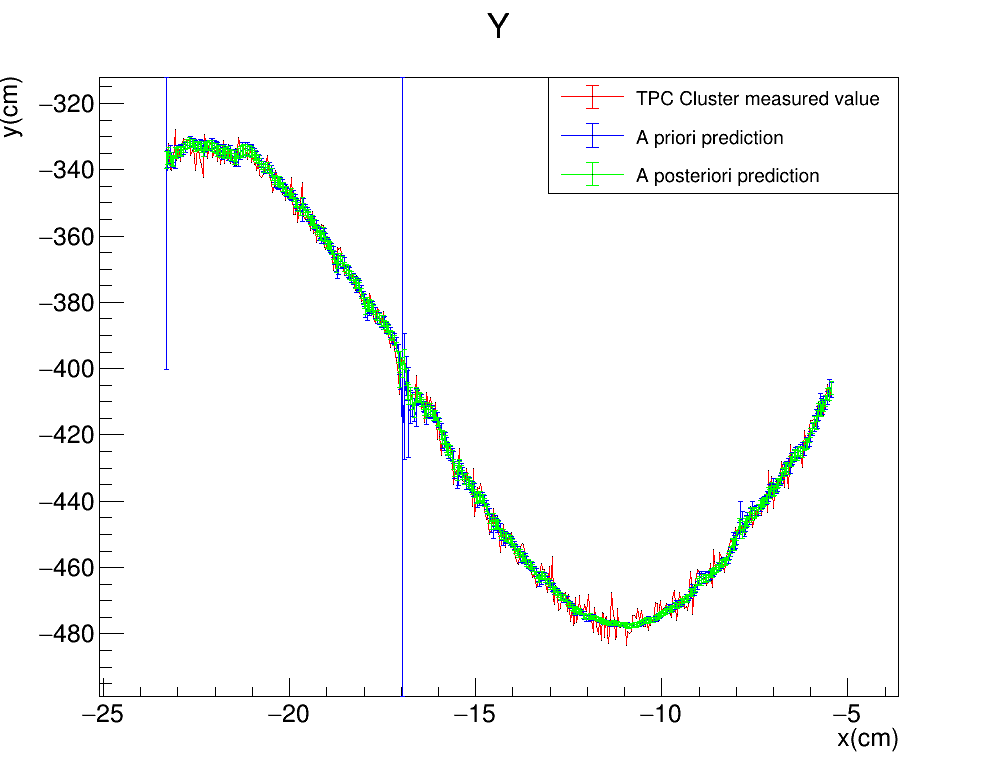 Y
y(cm)
TPC Cluster measured value
A priori prediction
A posteriori prediction
−320
−340
−360
−380
−400
−420
−440
−460
−480
−25 −20 −15 −10 −5
x(cm)